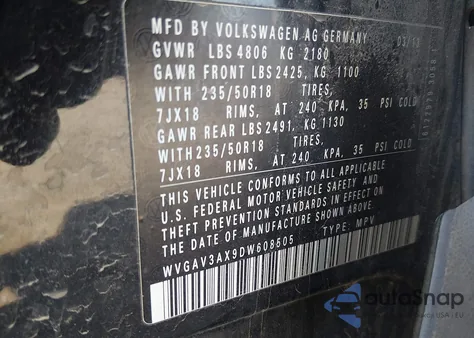 MFD BY VOLKSWAGEN AG GERMANY
GVWR LBS 4806 KG 2180
GAWR FRONT LBS 2425, KG 1100
WITH 235/50R18 TIRES,
7JX18 RIMS, AT 240 KPA, 35 PSI COLD
GAWR REAR LBS 2491, KG 1130
WITH 235/50R18 TIRES,
7JX18 RIMS, AT 240 KPA, 35 PSI COLD
THIS VEHICLE CONFORMS TO ALL APPLICABLE
U.S. FEDERAL MOTOR VEHICLE SAFETY AND
THEFT PREVENTION STANDARDS IN EFFECT ON
THE DATE OF MANUFACTURE SHOWN ABOVE
WVGAV3AX9DW608605 TYPE: MPV
autoSnap